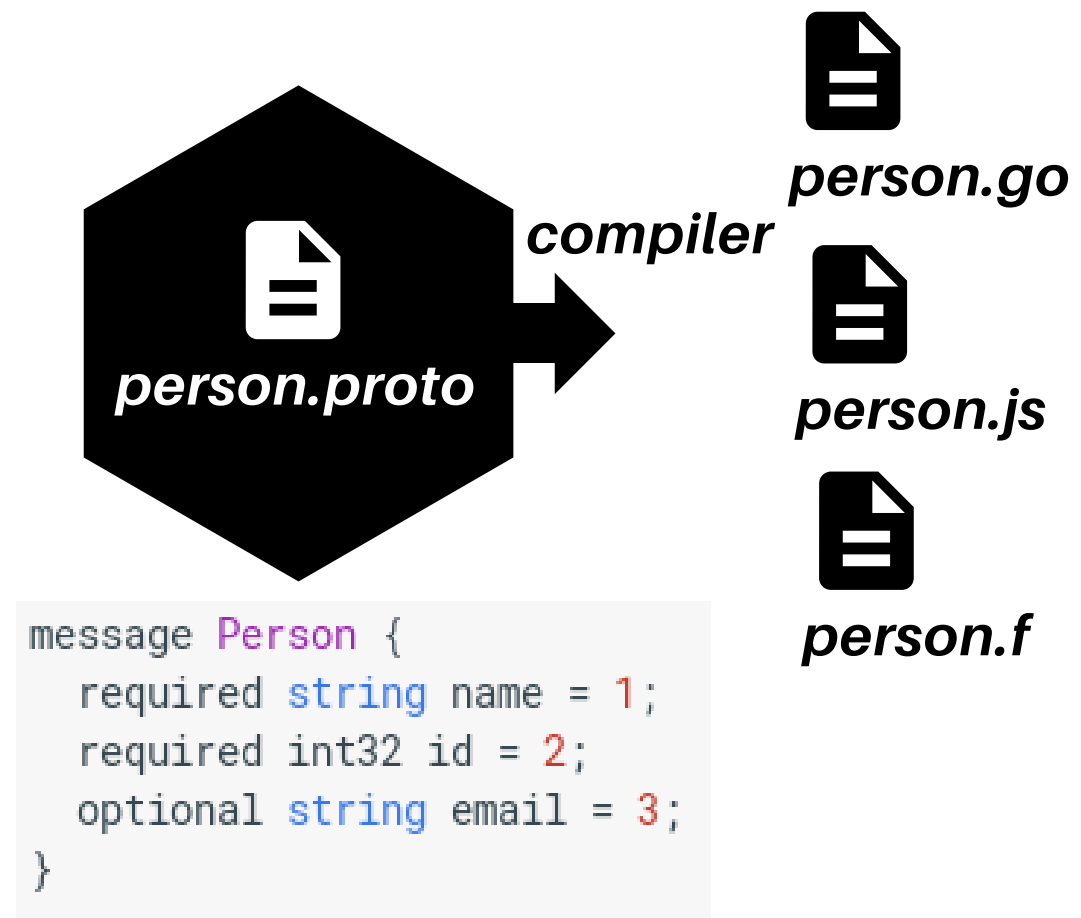 person.proto
compiler
person.go
person.js
person.f
message Person {
  required string name = 1;
  required int32 id = 2;
  optional string email = 3;
}